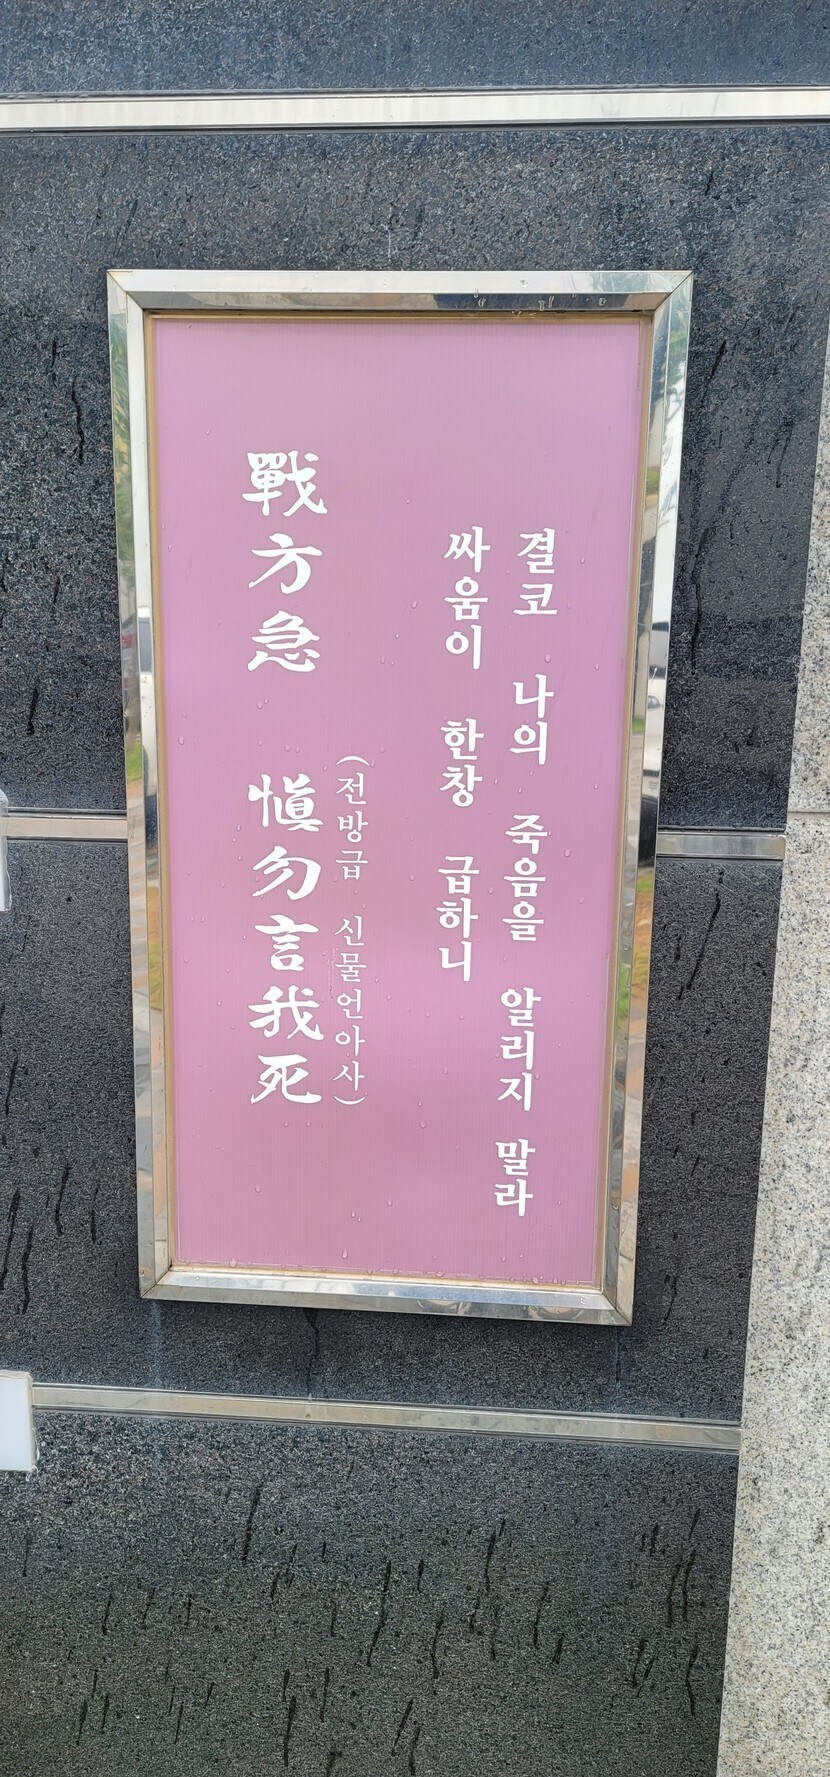 戰方急 愼勿言我死
(전방급 신물언아사)
싸움이 한창 급하니
결코 나의 죽음을 알리지 말라